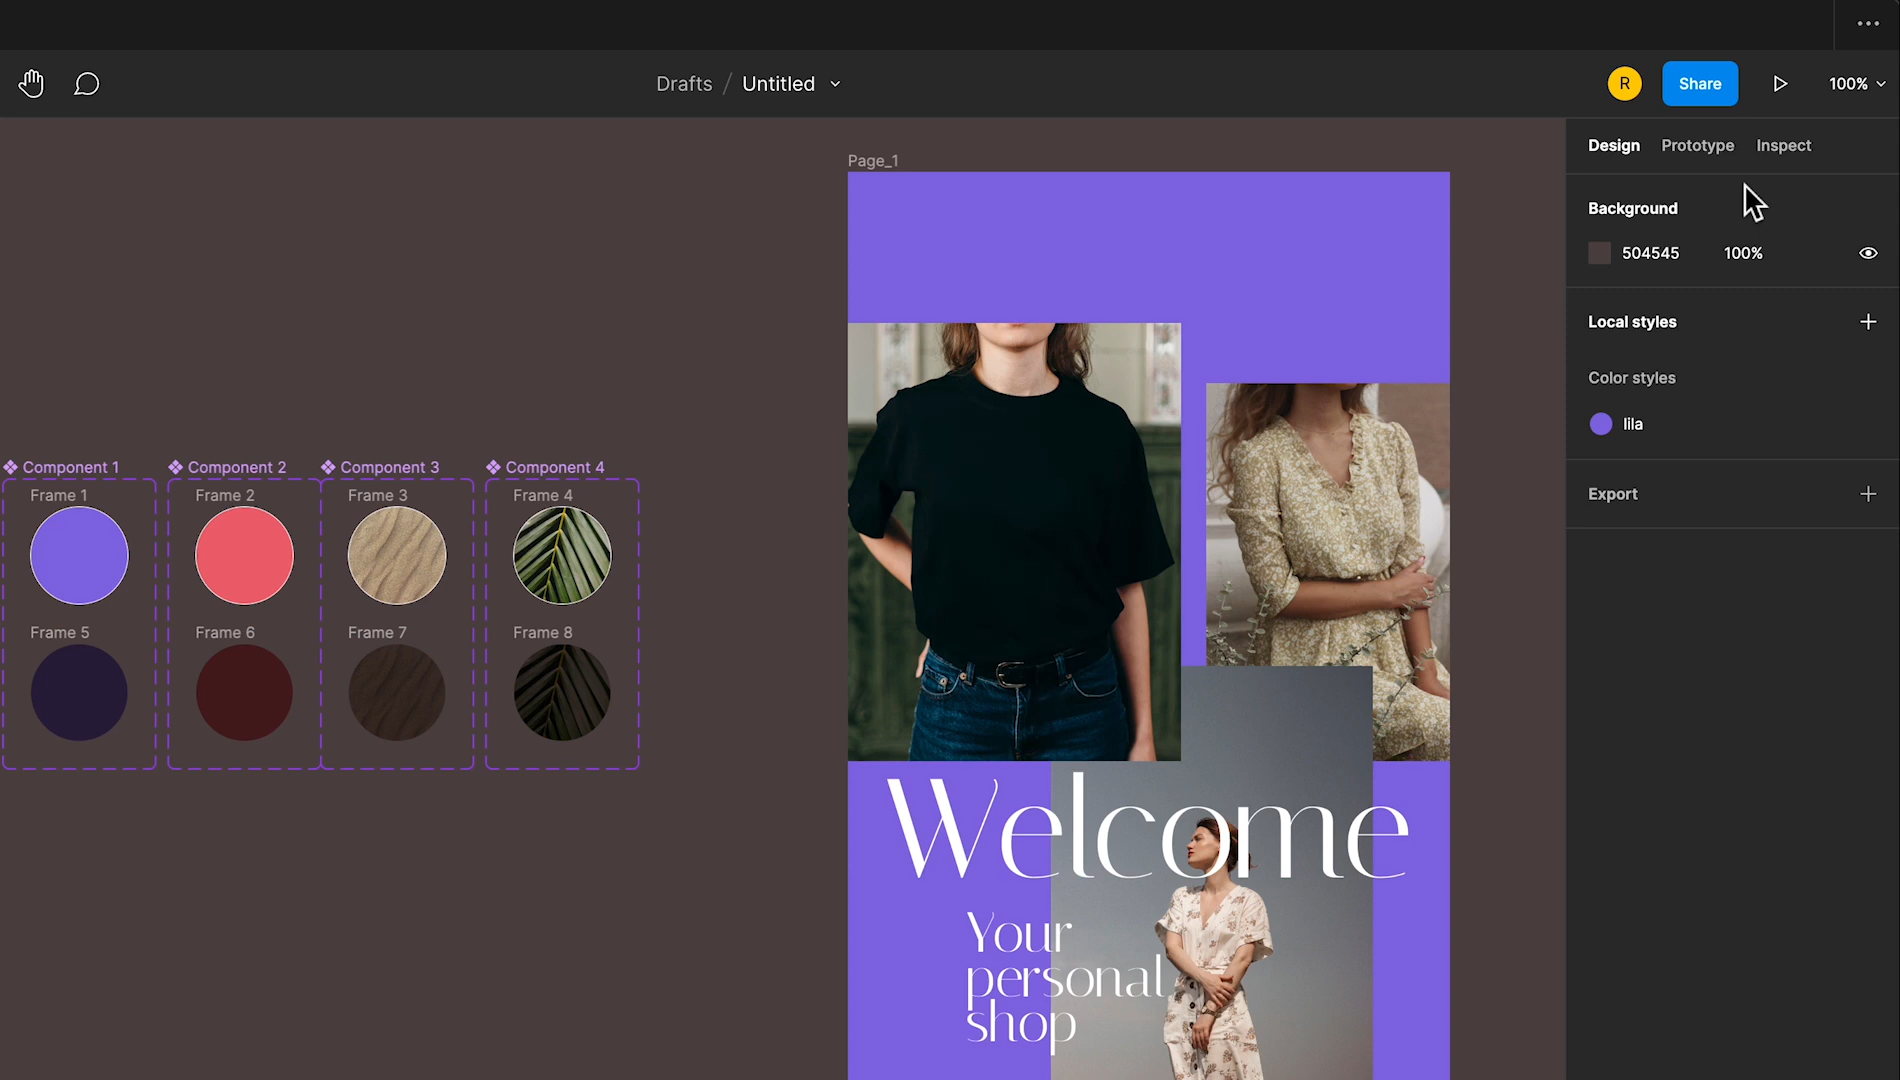 Drafts / Untitled
R
Share
100%
Design Prototype Inspect
Background
504545 100%
Local styles
Color styles
lila
Export
Page_1
Component 1
Component 2
Component 3
Component 4
Frame 1
Frame 2
Frame 3
Frame 4
Frame 5
Frame 6
Frame 7
Frame 8
Welcome
Your
personal
shop